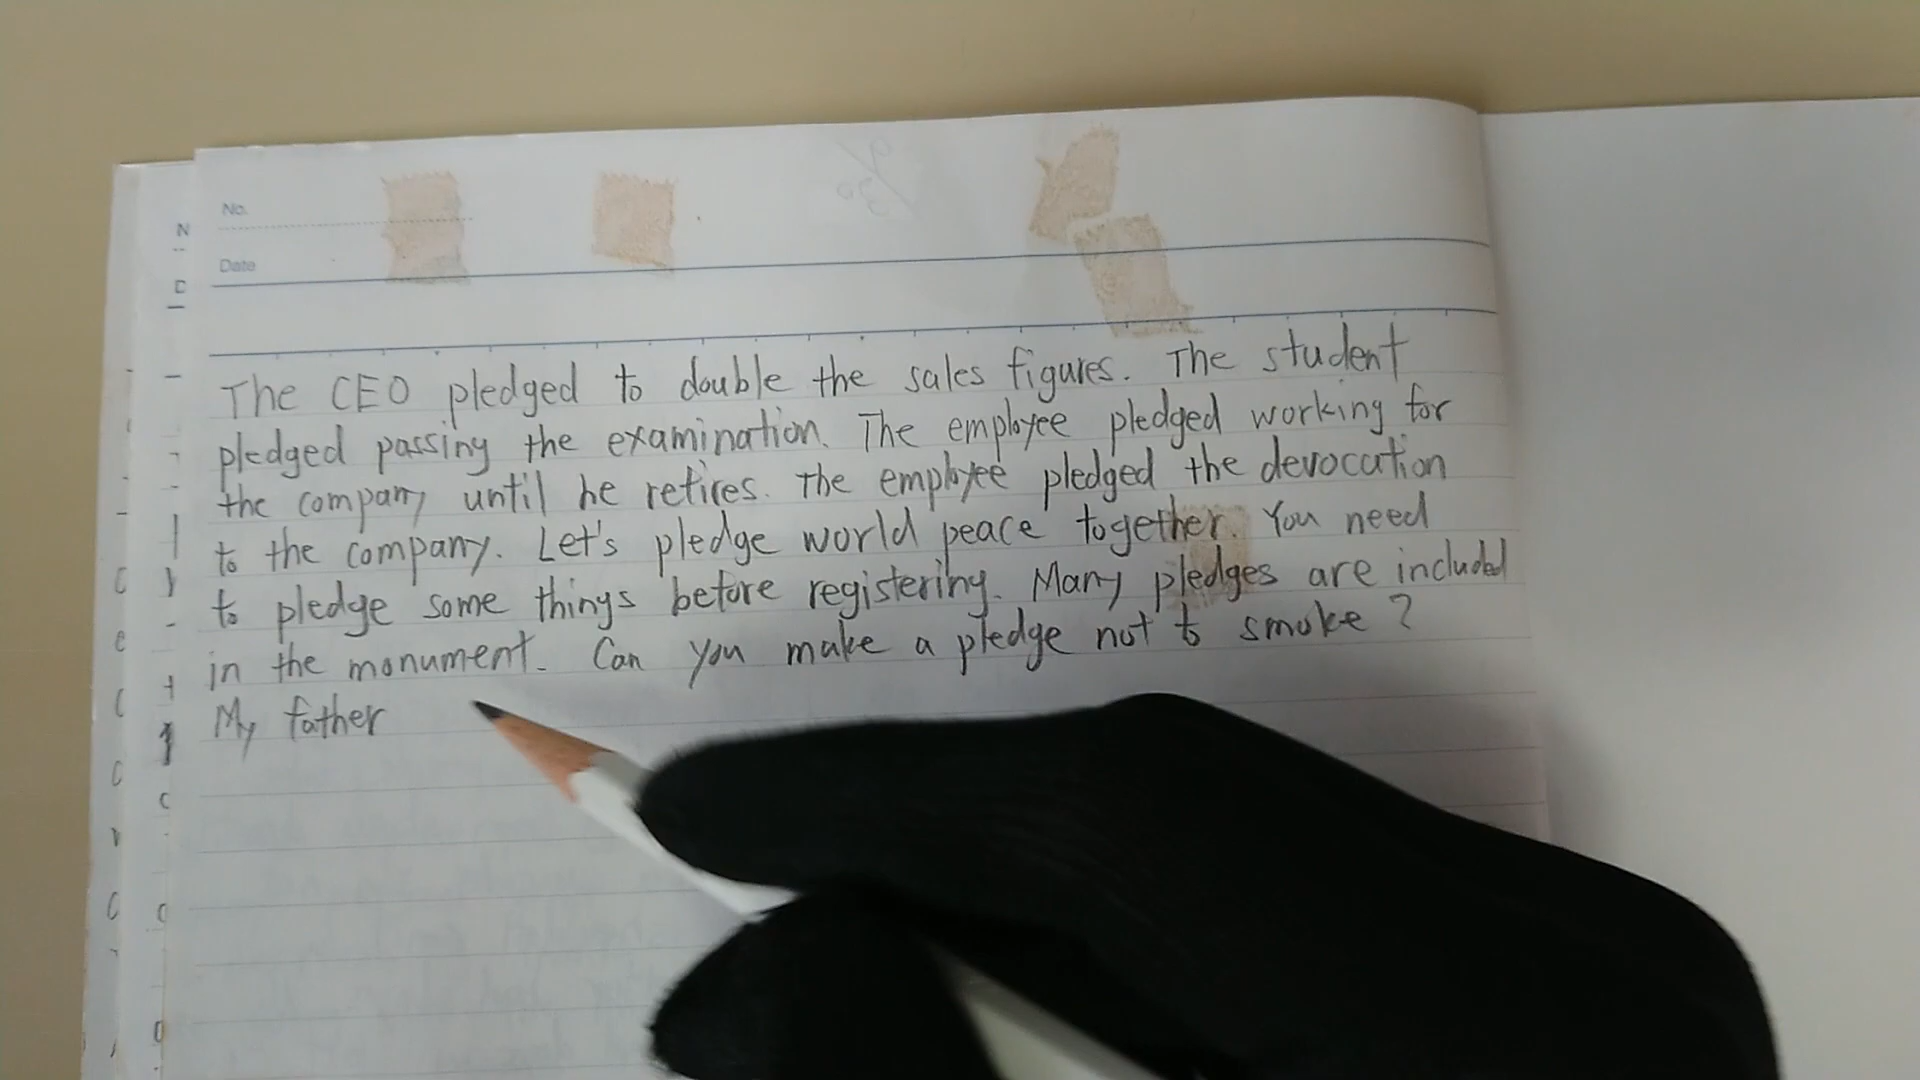 No.
Date
The CEO pledged to double the sales figures. The student
pledged passing the examination. The employee pledged working for
the company until he retires. The employee pledged the devocation
to the company. Let's pledge world peace together. You need
to pledge some things before registering. Many pledges are included
in the monument. Can you make a pledge not to smoke?
My father